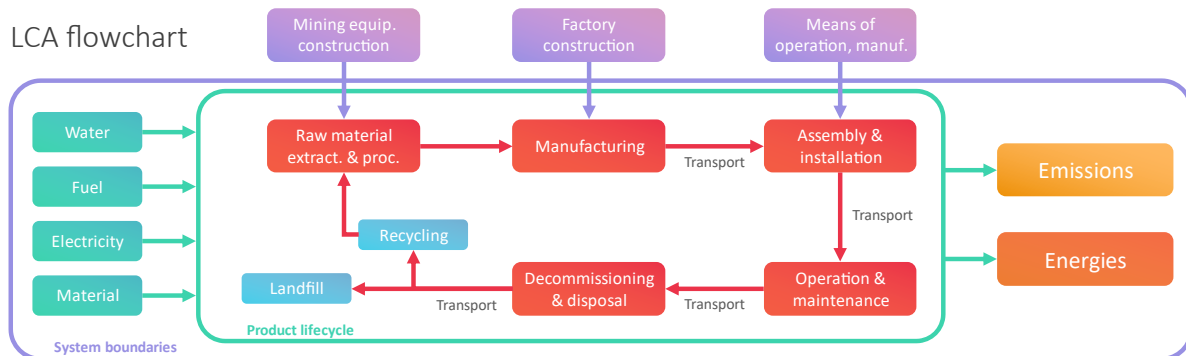 LCA flowchart
Mining equip.
construction
Factory
construction
Means of
operation, manuf.
Water
Fuel
Electricity
Material
Raw material
extract. & proc.
Manufacturing
Transport
Assembly &
installation
Transport
Emissions
Energies
Recycling
Landfill
Transport
Decommissioning
& disposal
Transport
Operation &
maintenance
Product lifecycle
System boundaries